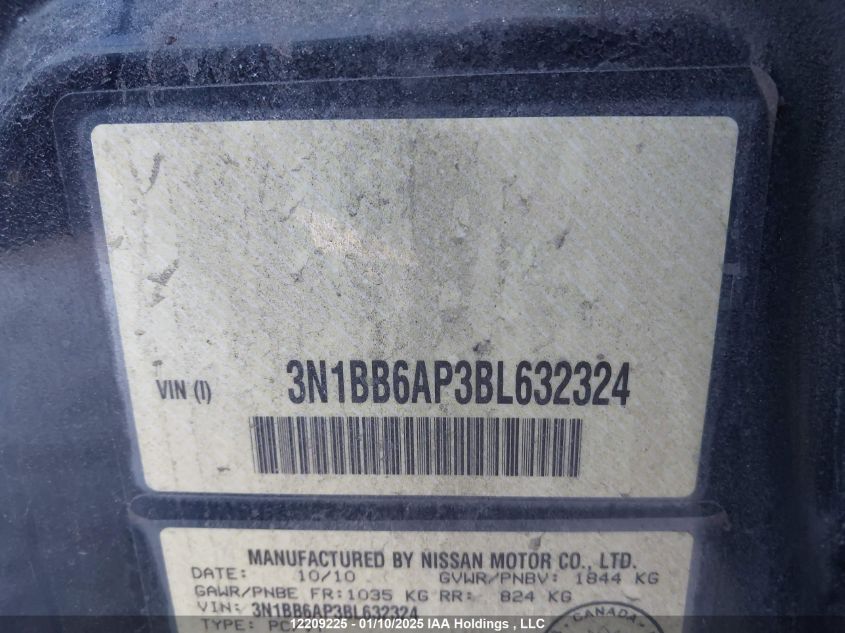 VIN (I) 3N1BB6AP3BL632324
MANUFACTURED BY NISSAN MOTOR CO., LTD.
DATE: 10/10 GVWR/PNBV: 1844 KG
GAWR/PNBE FR:1035 KG RR: 824 KG
VIN: 3N1BB6AP3BL632324
TYPE:
CANADA
12209225 - 01/10/2025 IAA Holdings , LLC